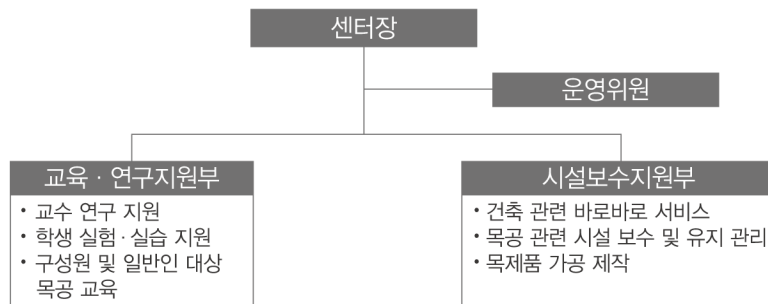 센터장
운영위원
교육 · 연구지원부
• 교수 연구 지원
• 학생 실험·실습 지원
• 구성원 및 일반인 대상
목공 교육
시설보수지원부
• 건축 관련 바로바로 서비스
• 목공 관련 시설 보수 및 유지 관리
• 목제품 가공 제작